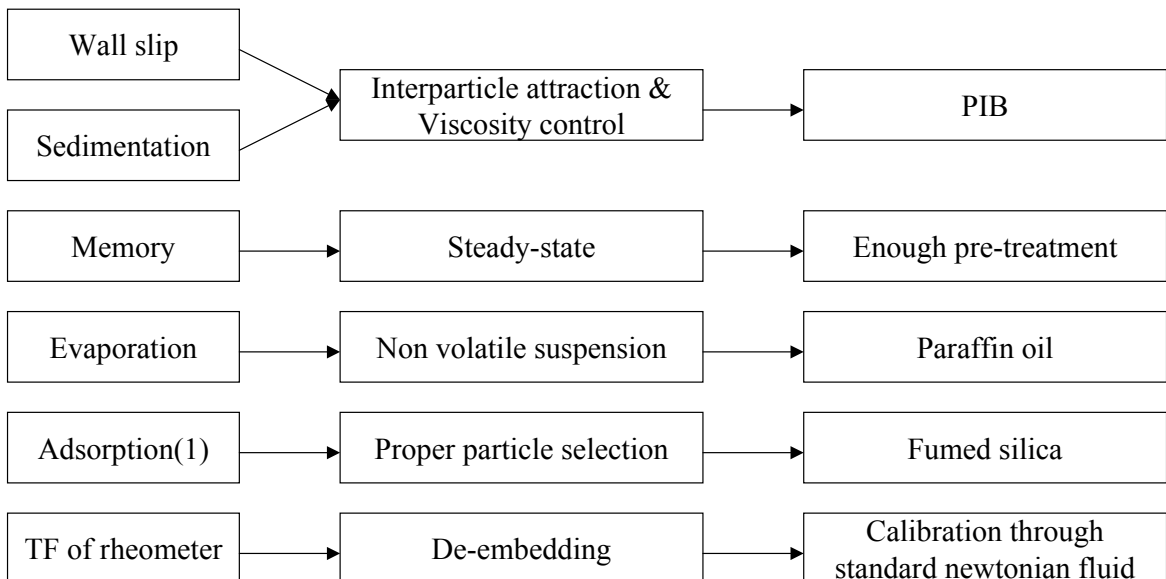 Wall slip
Sedimentation
Interparticle attraction &
Viscosity control
PIB
Memory
Steady-state
Enough pre-treatment
Evaporation
Non volatile suspension
Paraffin oil
Adsorption(1)
Proper particle selection
Fumed silica
TF of rheometer
De-embedding
Calibration through
standard newtonian fluid